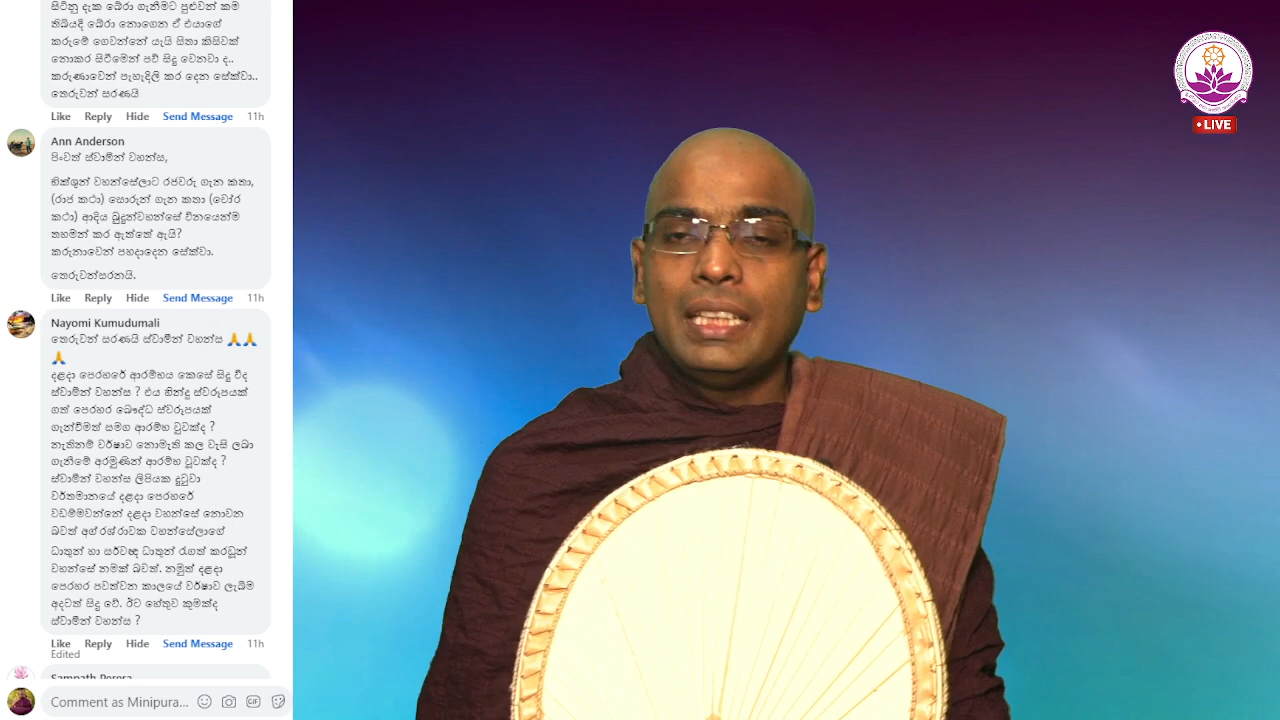 සිටිනු දැක බේරා ගැනීමට පුළුවන් කම
තිබියදී බේරා නොගෙන ඒ එයාගේ
කරුමේ ගෙවන්නේ යැයි සිතා කිසිවක්
නොකර සිටීමෙන් පව් සිදු වෙනවා ද..
කරුණාවෙන් පැහැදිලි කර දෙන සේක්වා..
තෙරුවන් සරණයි
Like Reply Hide Send Message 11h
Ann Anderson
පිංවත් ස්වාමින් වහන්ස,
භික්ශූන් වහන්සේලාට රජවරු ගැන කතා,
(රාජ කථා) සොරුන් ගැන කතා (චෝර
කථා) ආදිය බුදුන්වහන්සේ විනයෙන්ම
තහමන් කර ඇත්තේ ඇයි?
කරුනාවෙන් පහදාදෙන සේක්වා.
තෙරුවන්සරනයි.
Like Reply Hide Send Message 11h
Nayomi Kumudumali
තෙරුවන් සරණයි ස්වාමීන් වහන්ස 🙏🙏
🙏
දළදා පෙරහරේ ආරම්භය කෙසේ සිදු වීද
ස්වාමීන් වහන්ස ? එය හින්දු ස්වරූපයක්
ගත් පෙරහර බෞද්ධ ස්වරූපයක්
ගැන්වීමත් සමග ආරම්භ වුවක්ද ?
නැතිනම් වර්ෂාව නොමැති කල වැසි ලබා
ගැනීමේ අරමුණින් ආරම්භ වූවක්ද ?
ස්වාමීන් වහන්ස ලිපියක දුටුවා
වර්තමානයේ දළදා පෙරහරේ
වඩම්මවන්නේ දළදා වහන්සේ නොවන
බවත් අග්‍රශ්‍රාවක වහන්සේලාගේ
ධාතුන් හා සර්වඥ ධාතුන් රැගත් කරඬුන්
වහන්සේ නමක් බවත්. නමුත් දළදා
පෙරහර පවත්වන කාලයේ වර්ෂාව ලැබීම
අදටත් සිදු වේ. ඊට හේතුව කුමක්ද
ස්වාමීන් වහන්ස ?
Like Reply Hide Send Message 11h
Edited
Sampath Perera
Comment as Minipura...
GIF
• LIVE